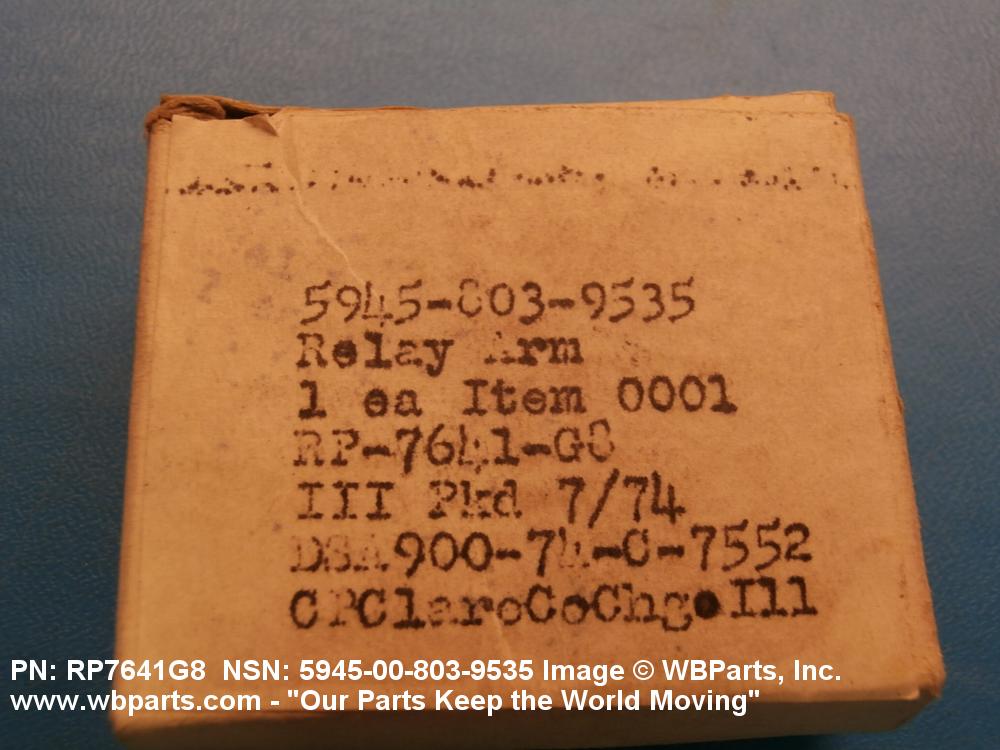 5945-803-9535
Relay Arm
1 ea Item 0001
RP-7641-G8
III Pkd 7/74
DSA900-74-C-7552
CPClareCoChgoIll
PN: RP7641G8 NSN: 5945-00-803-9535 Image © WBParts, Inc.
www.wbparts.com - "Our Parts Keep the World Moving"